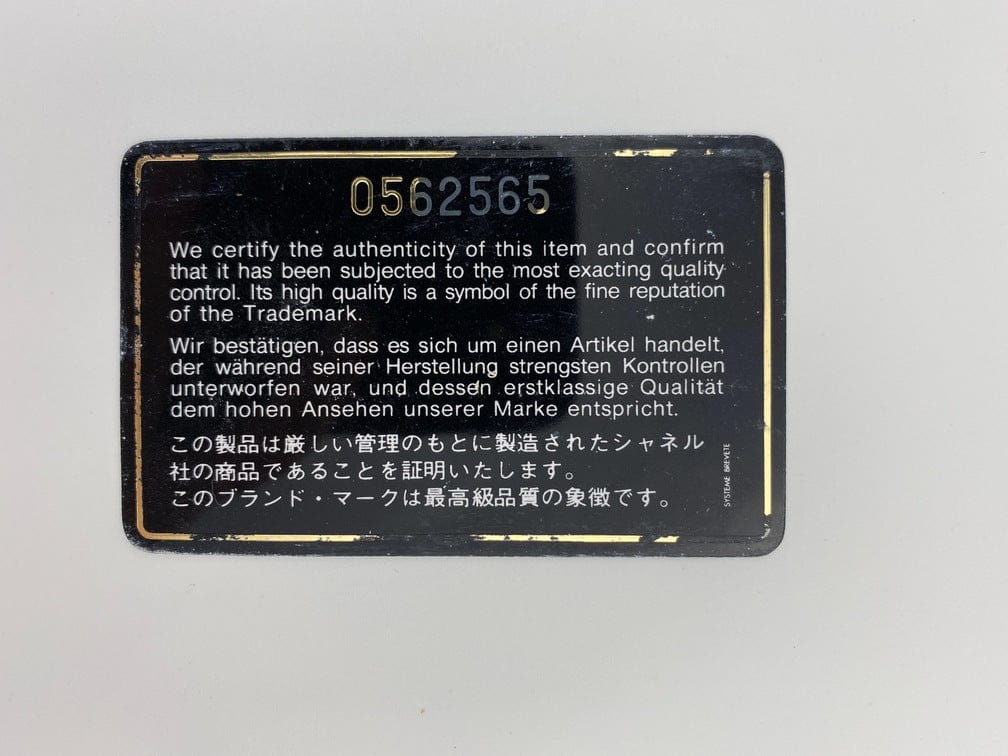 0562565
We certify the authenticity of this item and confirm
that it has been subjected to the most exacting quality
control. Its high quality is a symbol of the fine reputation
of the Trademark.
Wir bestätigen, dass es sich um einen Artikel handelt,
der während seiner Herstellung strengsten Kontrollen
unterworfen war, und dessen erstklassige Qualität
dem hohen Ansehen unserer Marke entspricht.
この製品は厳しい管理のもとに製造されたシャネル
社の商品であることを証明いたします。
このブランド・マークは最高級品質の象徴です。
SYSTEME BREVETE